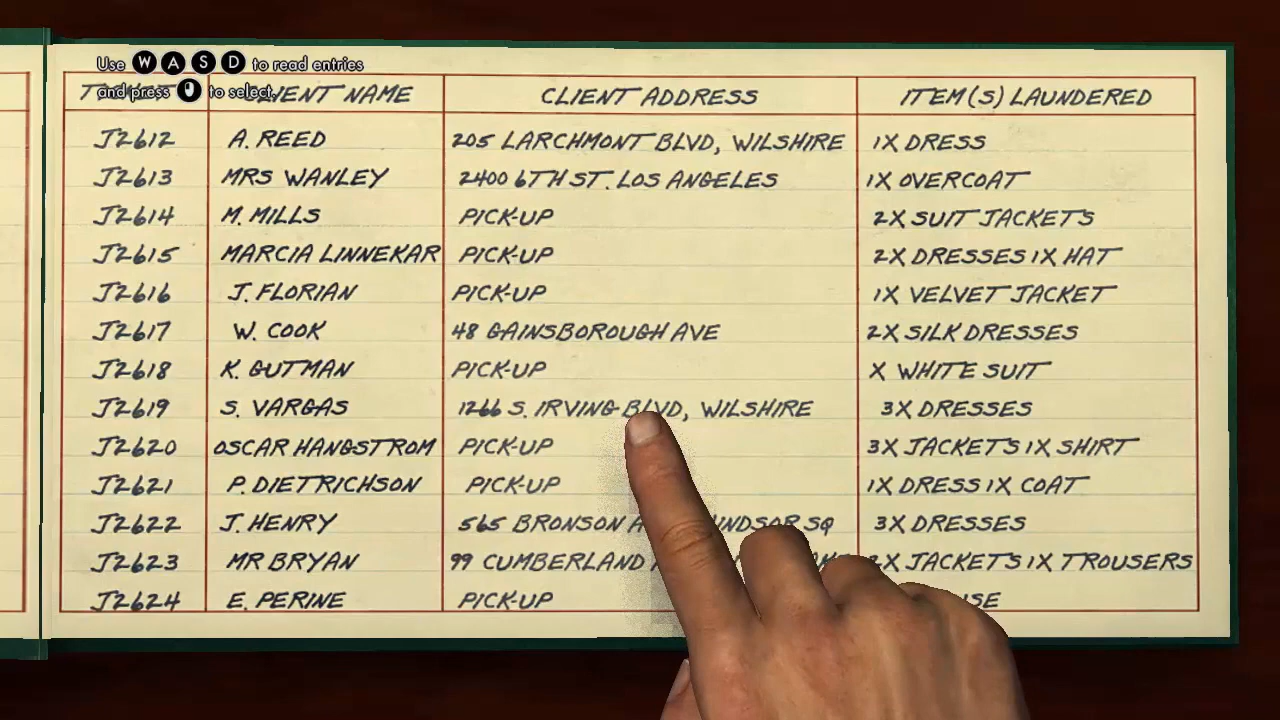 Use W A S D to read entries
and press to select.
CLIENT NAME CLIENT ADDRESS ITEM(S) LAUNDERED
J2612 A. REED 205 LARCHMONT BLVD, WILSHIRE 1X DRESS
J2613 MRS WANLEY 2400 6TH ST. LOS ANGELES 1X OVERCOAT
J2614 M. MILLS PICK-UP 2X SUIT JACKETS
J2615 MARCIA LINNEKAR PICK-UP 2X DRESSES 1X HAT
J2616 J. FLORIAN PICK-UP 1X VELVET JACKET
J2617 W. COOK 48 GAINSBOROUGH AVE 2X SILK DRESSES
J2618 K. GUTMAN PICK-UP X WHITE SUIT
J2619 S. VARGAS 1266 S. IRVING BLVD, WILSHIRE 3X DRESSES
J2620 OSCAR HANGSTROM PICK-UP 3X JACKETS 1X SHIRT
J2621 P. DIETRICHSON PICK-UP 1X DRESS 1X COAT
J2622 J. HENRY 565 BRONSON SQ 3X DRESSES
J2623 MR BRYAN 99 CUMBERLAND JACKETS 1X TROUSERS
J2624 E. PERINE PICK-UP